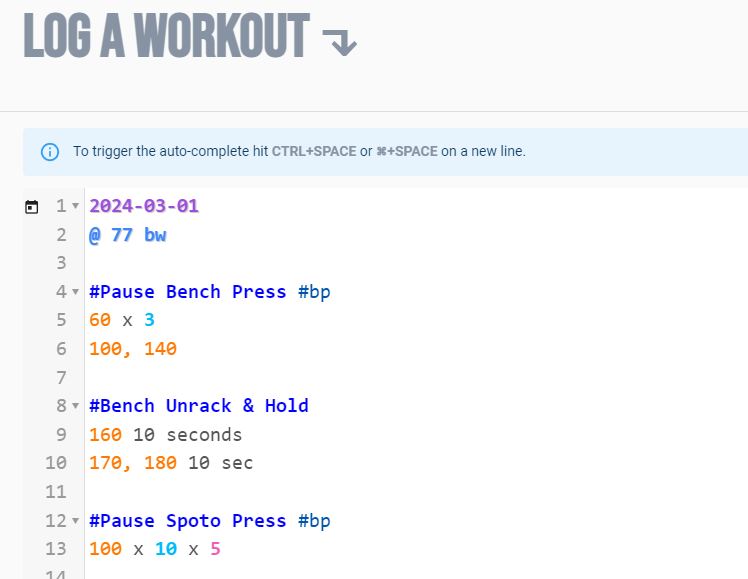 LOG A WORKOUT
To trigger the auto-complete hit CTRL+SPACE or ⌘+SPACE on a new line.
1 2024-03-01
2 @ 77 bw
3
4 #Pause Bench Press #bp
5 60 x 3
6 100, 140
7
8 #Bench Unrack & Hold
9 160 10 seconds
10 170, 180 10 sec
11
12 #Pause Spoto Press #bp
13 100 x 10 x 5
14